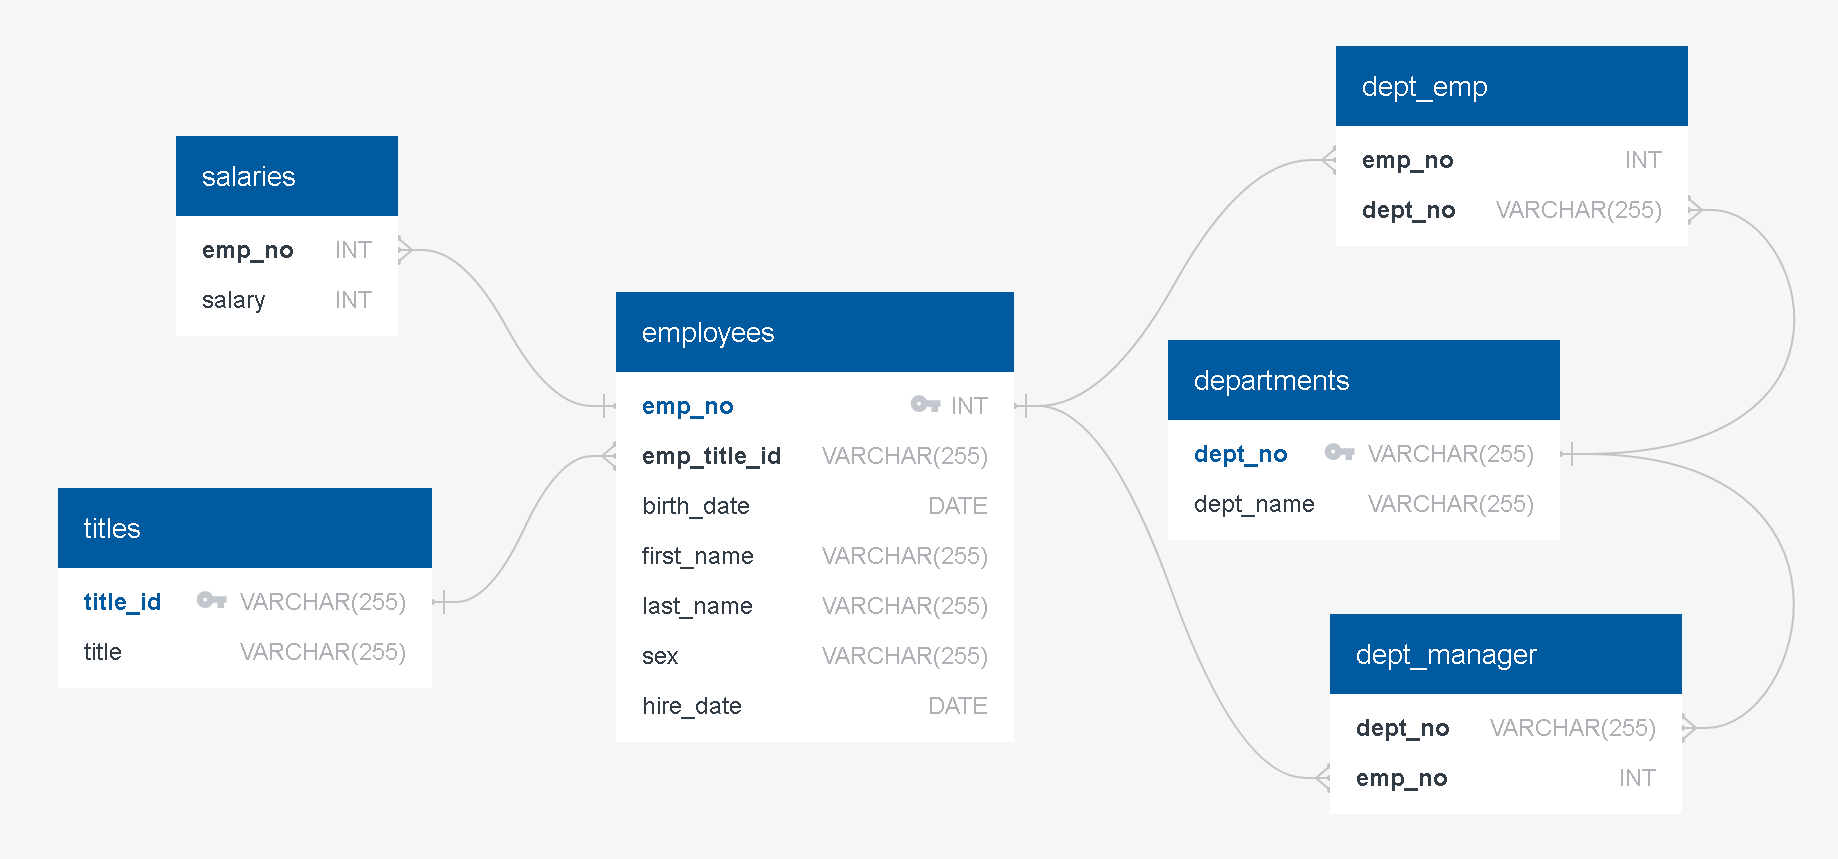 salaries
emp_no INT
salary INT
titles
title_id VARCHAR(255)
title VARCHAR(255)
employees
emp_no INT
emp_title_id VARCHAR(255)
birth_date DATE
first_name VARCHAR(255)
last_name VARCHAR(255)
sex VARCHAR(255)
hire_date DATE
dept_emp
emp_no INT
dept_no VARCHAR(255)
departments
dept_no VARCHAR(255)
dept_name VARCHAR(255)
dept_manager
dept_no VARCHAR(255)
emp_no INT